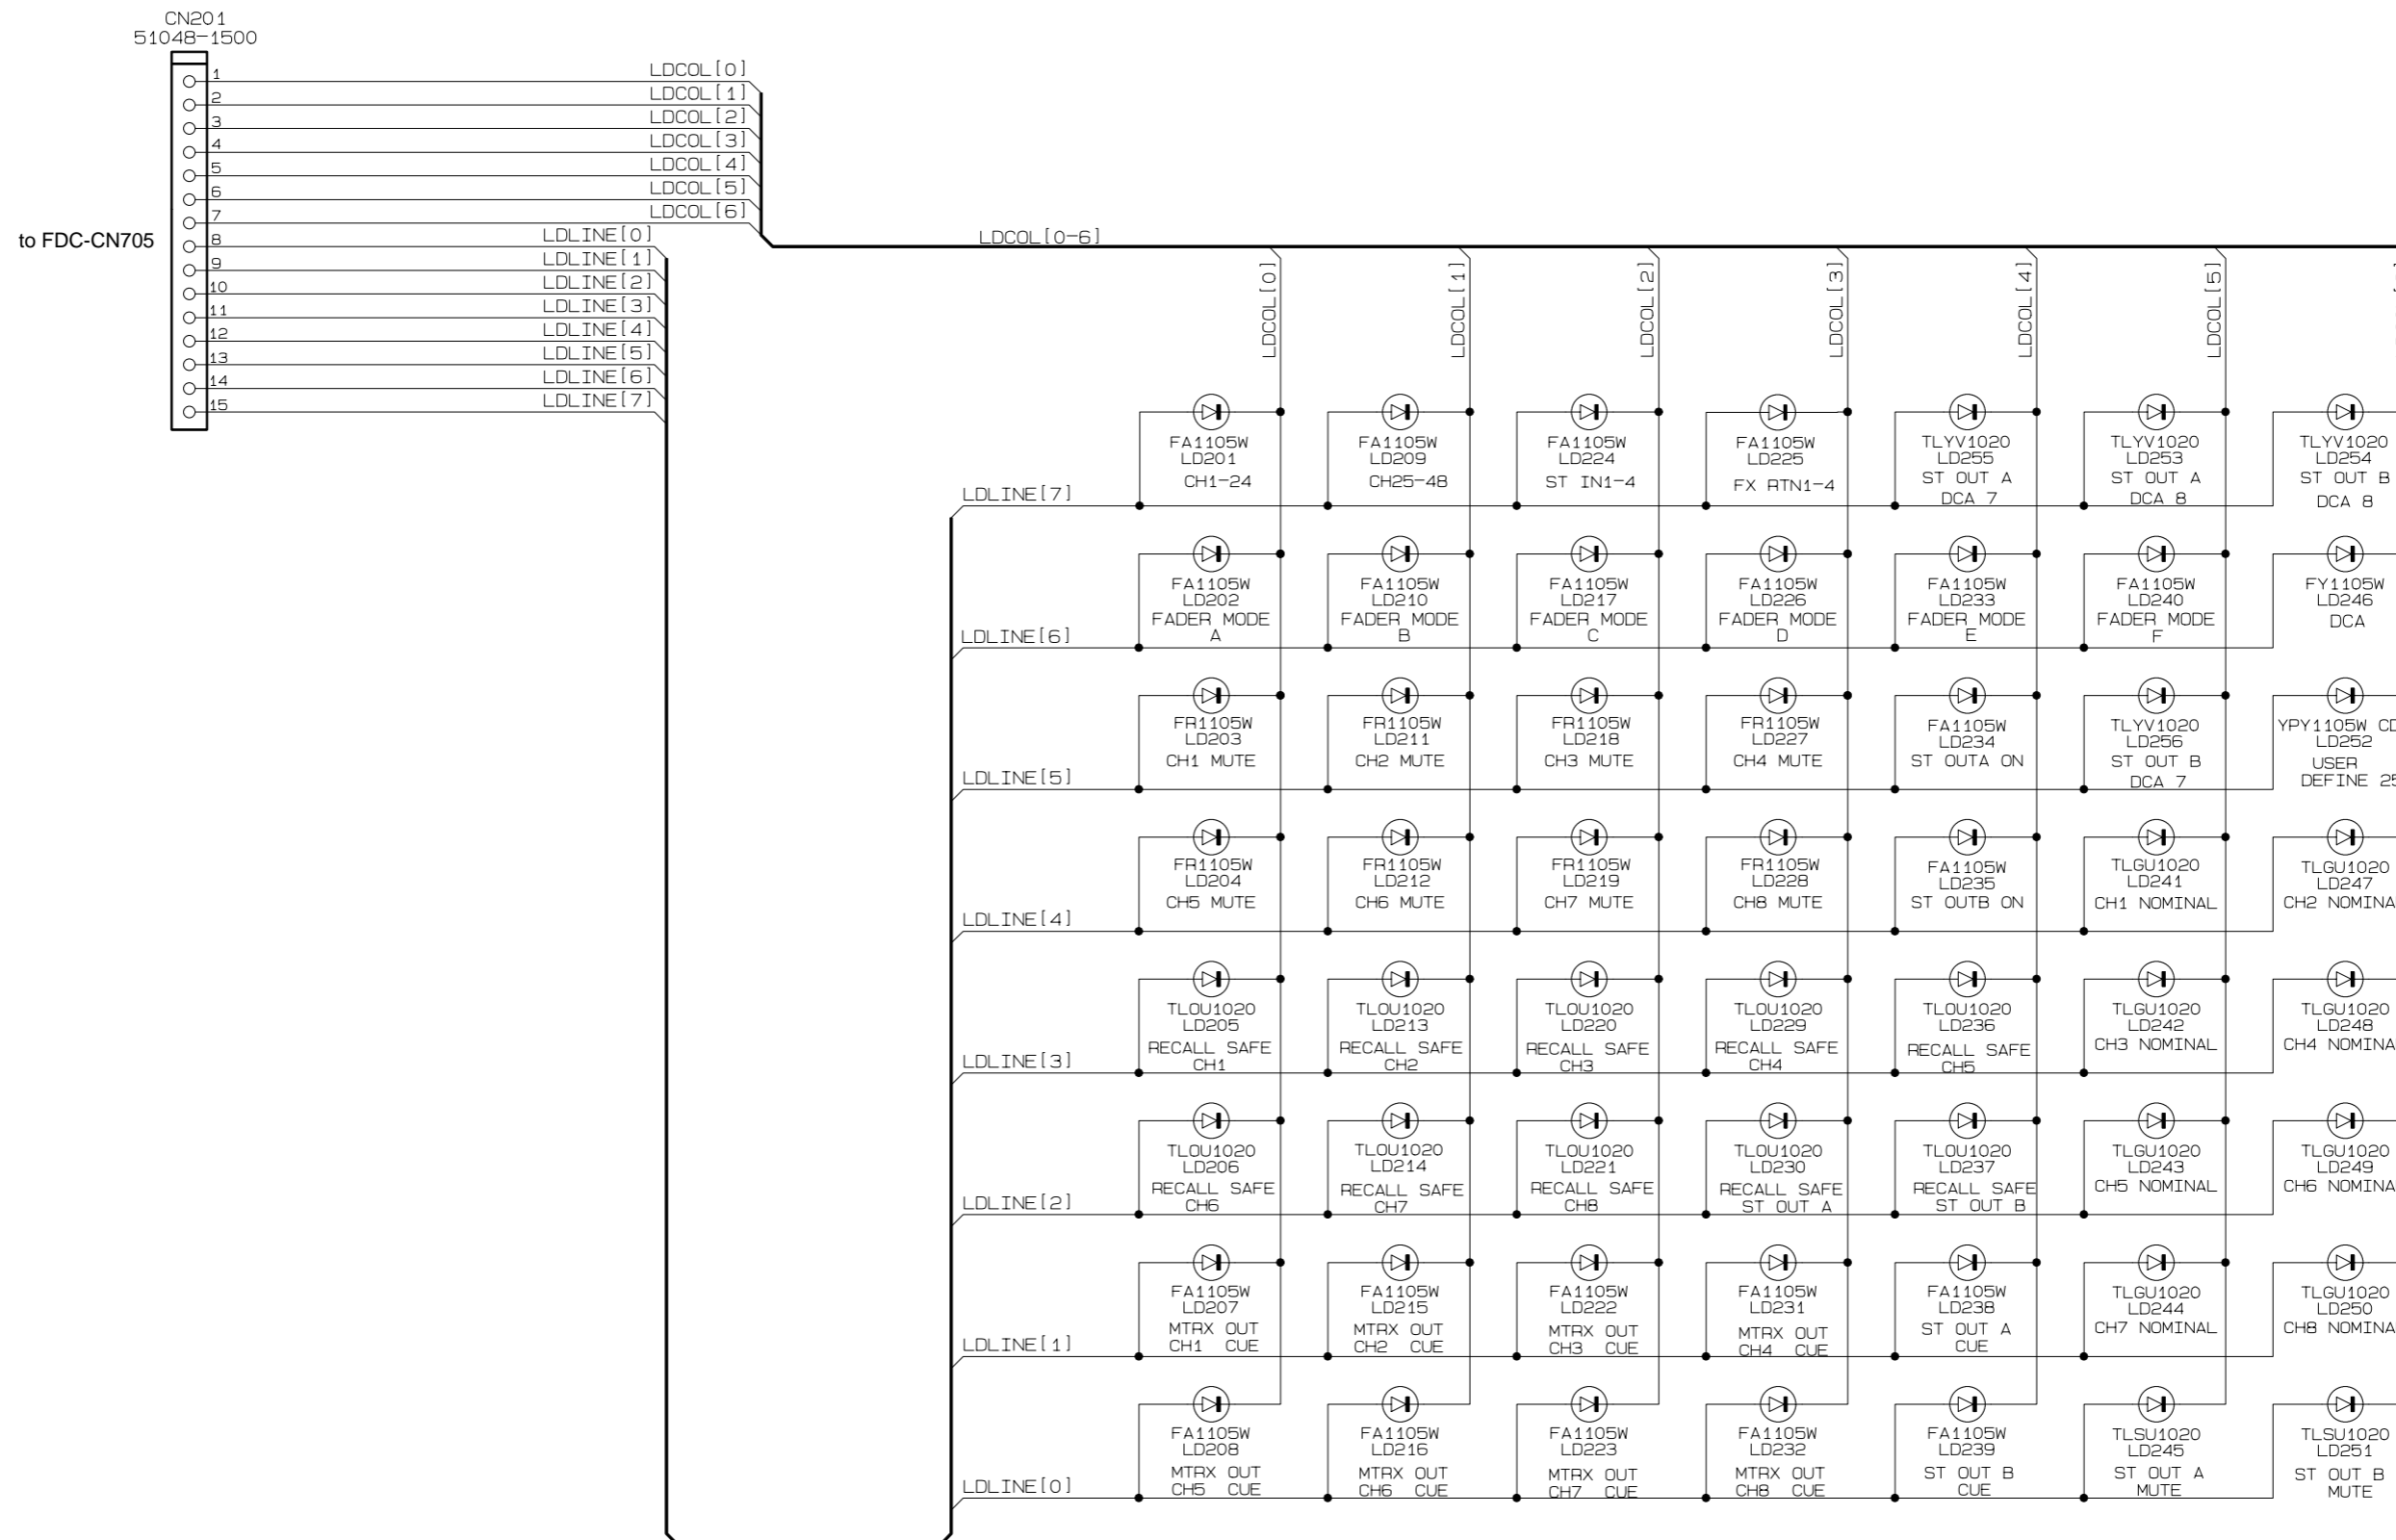 CN201
51048-1500
1 LDCOL[0]
2 LDCOL[1]
3 LDCOL[2]
4 LDCOL[3]
5 LDCOL[4]
6 LDCOL[5]
7 LDCOL[6]
to FDC-CN705
8 LDLINE[0]
9 LDLINE[1]
10 LDLINE[2]
11 LDLINE[3]
12 LDLINE[4]
13 LDLINE[5]
14 LDLINE[6]
15 LDLINE[7]
LDCOL[0-6]
LDCOL[0] LDCOL[1] LDCOL[2] LDCOL[3] LDCOL[4] LDCOL[5]
FA1105W FA1105W FA1105W FA1105W TLYV1020 TLYV1020 TLYV1020
LD201 LD209 LD224 LD225 LD255 LD253 LD254
CH1-24 CH25-48 ST IN1-4 FX RTN1-4 ST OUT A ST OUT A ST OUT B
DCA 7 DCA 8 DCA 8
LDLINE[7]
FA1105W FA1105W FA1105W FA1105W FA1105W FA1105W FY1105W
LD202 LD210 LD217 LD226 LD233 LD240 LD246
FADER MODE FADER MODE FADER MODE FADER MODE FADER MODE FADER MODE DCA
A B C D E F
LDLINE[6]
FR1105W FR1105W FR1105W FR1105W FA1105W TLYV1020 YPY1105W
LD203 LD211 LD218 LD227 LD234 LD256 LD252
CH1 MUTE CH2 MUTE CH3 MUTE CH4 MUTE ST OUTA ON ST OUT B USER
DCA 7 DEFINE
LDLINE[5]
FR1105W FR1105W FR1105W FR1105W FA1105W TLGU1020 TLGU1020
LD204 LD212 LD219 LD228 LD235 LD241 LD247
CH5 MUTE CH6 MUTE CH7 MUTE CH8 MUTE ST OUTB ON CH1 NOMINAL CH2
LDLINE[4]
TLOU1020 TLOU1020 TLOU1020 TLOU1020 TLOU1020 TLGU1020 TLGU1020
LD205 LD213 LD220 LD229 LD236 LD242 LD248
RECALL SAFE RECALL SAFE RECALL SAFE RECALL SAFE RECALL SAFE CH3 NOMINAL CH4
CH1 CH2 CH3 CH4 CH5
LDLINE[3]
TLOU1020 TLOU1020 TLOU1020 TLOU1020 TLOU1020 TLGU1020 TLGU1020
LD206 LD214 LD221 LD230 LD237 LD243 LD249
RECALL SAFE RECALL SAFE RECALL SAFE RECALL SAFE RECALL SAFE CH5 NOMINAL CH6
CH6 CH7 CH8 ST OUT A ST OUT B
LDLINE[2]
FA1105W FA1105W FA1105W FA1105W FA1105W TLGU1020 TLGU1020
LD207 LD215 LD222 LD231 LD238 LD244 LD250
MTRX OUT MTRX OUT MTRX OUT MTRX OUT ST OUT A CH7 NOMINAL CH8
CH1 CUE CH2 CUE CH3 CUE CH4 CUE CUE
LDLINE[1]
FA1105W FA1105W FA1105W FA1105W FA1105W TLSU1020 TLSU1020
LD208 LD216 LD223 LD232 LD239 LD245 LD251
MTRX OUT MTRX OUT MTRX OUT MTRX OUT ST OUT B ST OUT A ST OUT B
CH5 CUE CH6 CUE CH7 CUE CH8 CUE CUE MUTE MUTE
LDLINE[0]